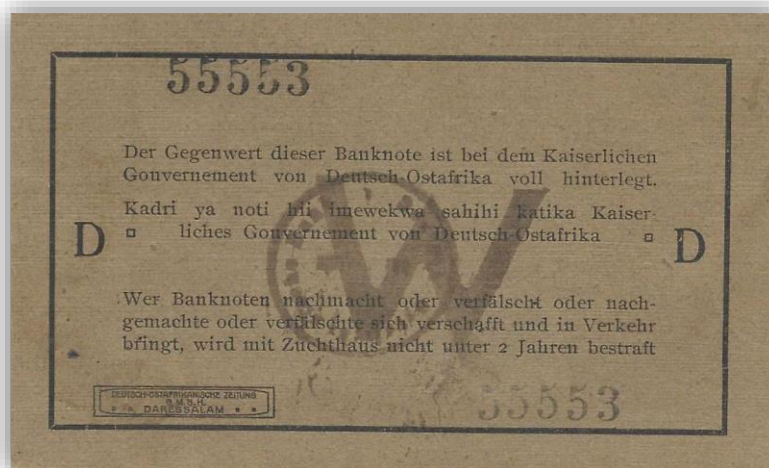 55553
Der Gegenwert dieser Banknote ist bei dem Kaiserlichen
Gouvernement von Deutsch-Ostafrika voll hinterlegt.
Kadri ya noti hii imewekwa sahihi katika Kaiser-
liches Gouvernement von Deutsch-Ostafrika
D D
W
Wer Banknoten nachmacht oder verfälscht oder nach-
gemachte oder verfälschte sich verschafft und in Verkehr
bringt, wird mit Zuchthaus nicht unter 2 Jahren bestraft
DEUTSCH-OSTAFRIKANISCHE ZEITUNG
G.M.B.H.
DARESSALAM
55553